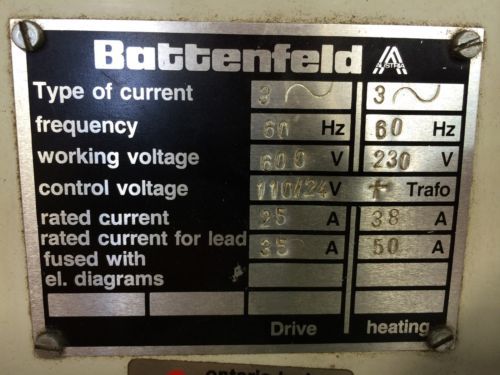 Battenfeld AUSTRIA
Type of current 3 ~ 3 ~
frequency 60 Hz 60 Hz
working voltage 600 V 230 V
control voltage 110/24 V + Trafo
rated current 25 A 38 A
rated current for lead 35 A 50 A
fused with
el. diagrams
Drive heating